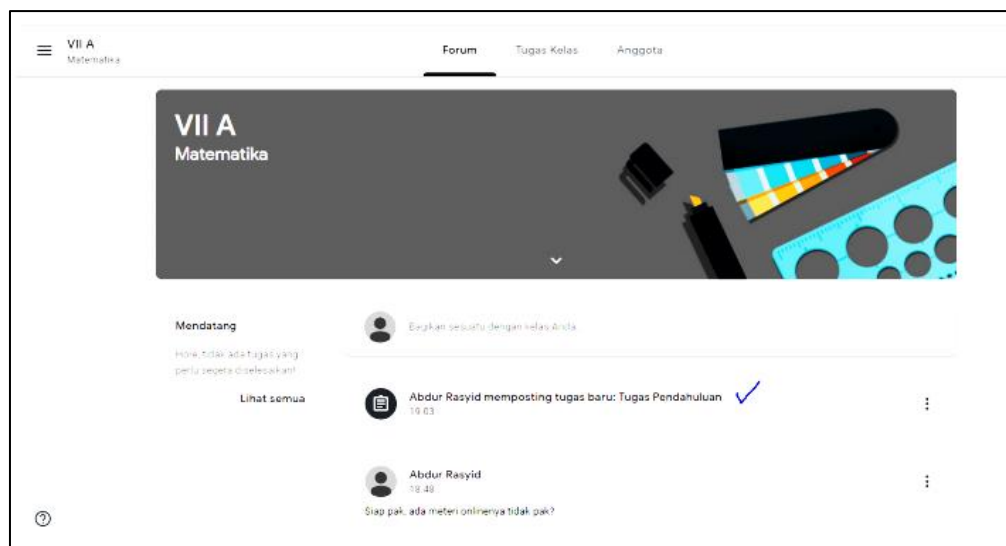 VII A
Matematika
Forum
Tugas Kelas
Anggota
VII A
Matematika
Mendatang
Hore, tidak ada tugas yang
perlu segera diselesaikan!
Lihat semua
Bagikan sesuatu dengan kelas Anda
Abdur Rasyid memposting tugas baru: Tugas Pendahuluan
19.03
Abdur Rasyid
18.48
Siap pak, ada meteri onlinenya tidak pak?